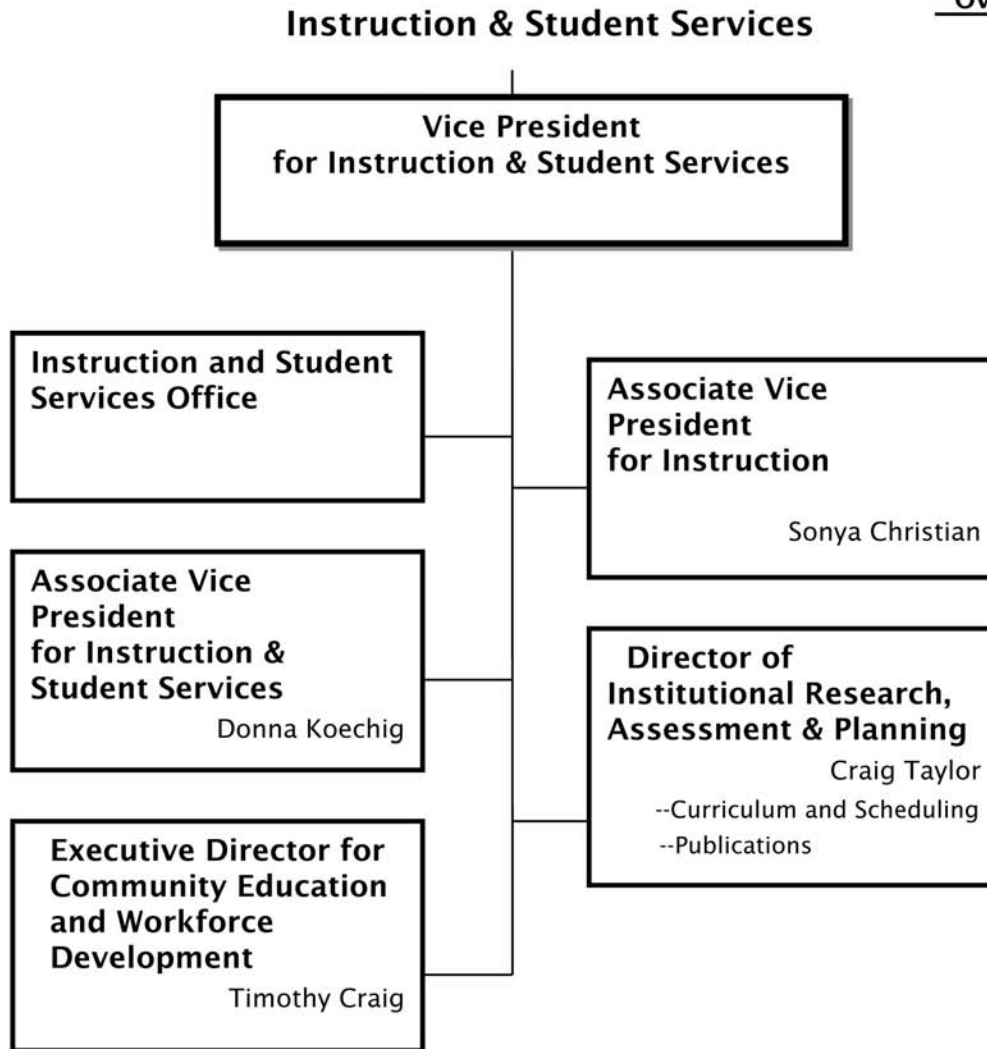 Instruction & Student Services
Vice President
for Instruction & Student Services
Instruction and Student
Services Office
Associate Vice
President
for Instruction
Sonya Christian
Associate Vice
President
for Instruction &
Student Services
Donna Koechig
Director of
Institutional Research,
Assessment & Planning
Craig Taylor
--Curriculum and Scheduling
--Publications
Executive Director for
Community Education
and Workforce
Development
Timothy Craig